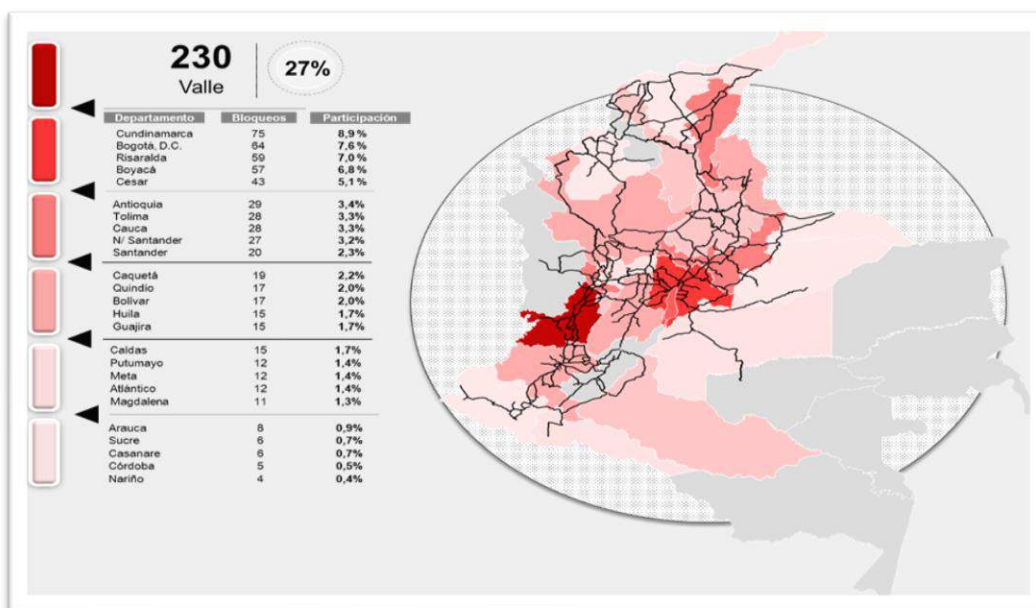 230
Valle
27%
Departamento Bloqueos Participación
Cundinamarca 75 8,9%
Bogotá, D.C. 64 7,6%
Risaralda 59 7,0%
Boyacá 57 6,8%
Cesar 43 5,1%
Antioquia 29 3,4%
Tolima 28 3,3%
Cauca 28 3,3%
N/ Santander 27 3,2%
Santander 20 2,3%
Caquetá 19 2,2%
Quindio 17 2,0%
Bolívar 17 2,0%
Huila 15 1,7%
Guajira 15 1,7%
Caldas 15 1,7%
Putumayo 12 1,4%
Meta 12 1,4%
Atlántico 12 1,4%
Magdalena 11 1,3%
Arauca 8 0,9%
Sucre 6 0,7%
Casanare 6 0,7%
Córdoba 5 0,5%
Nariño 4 0,4%